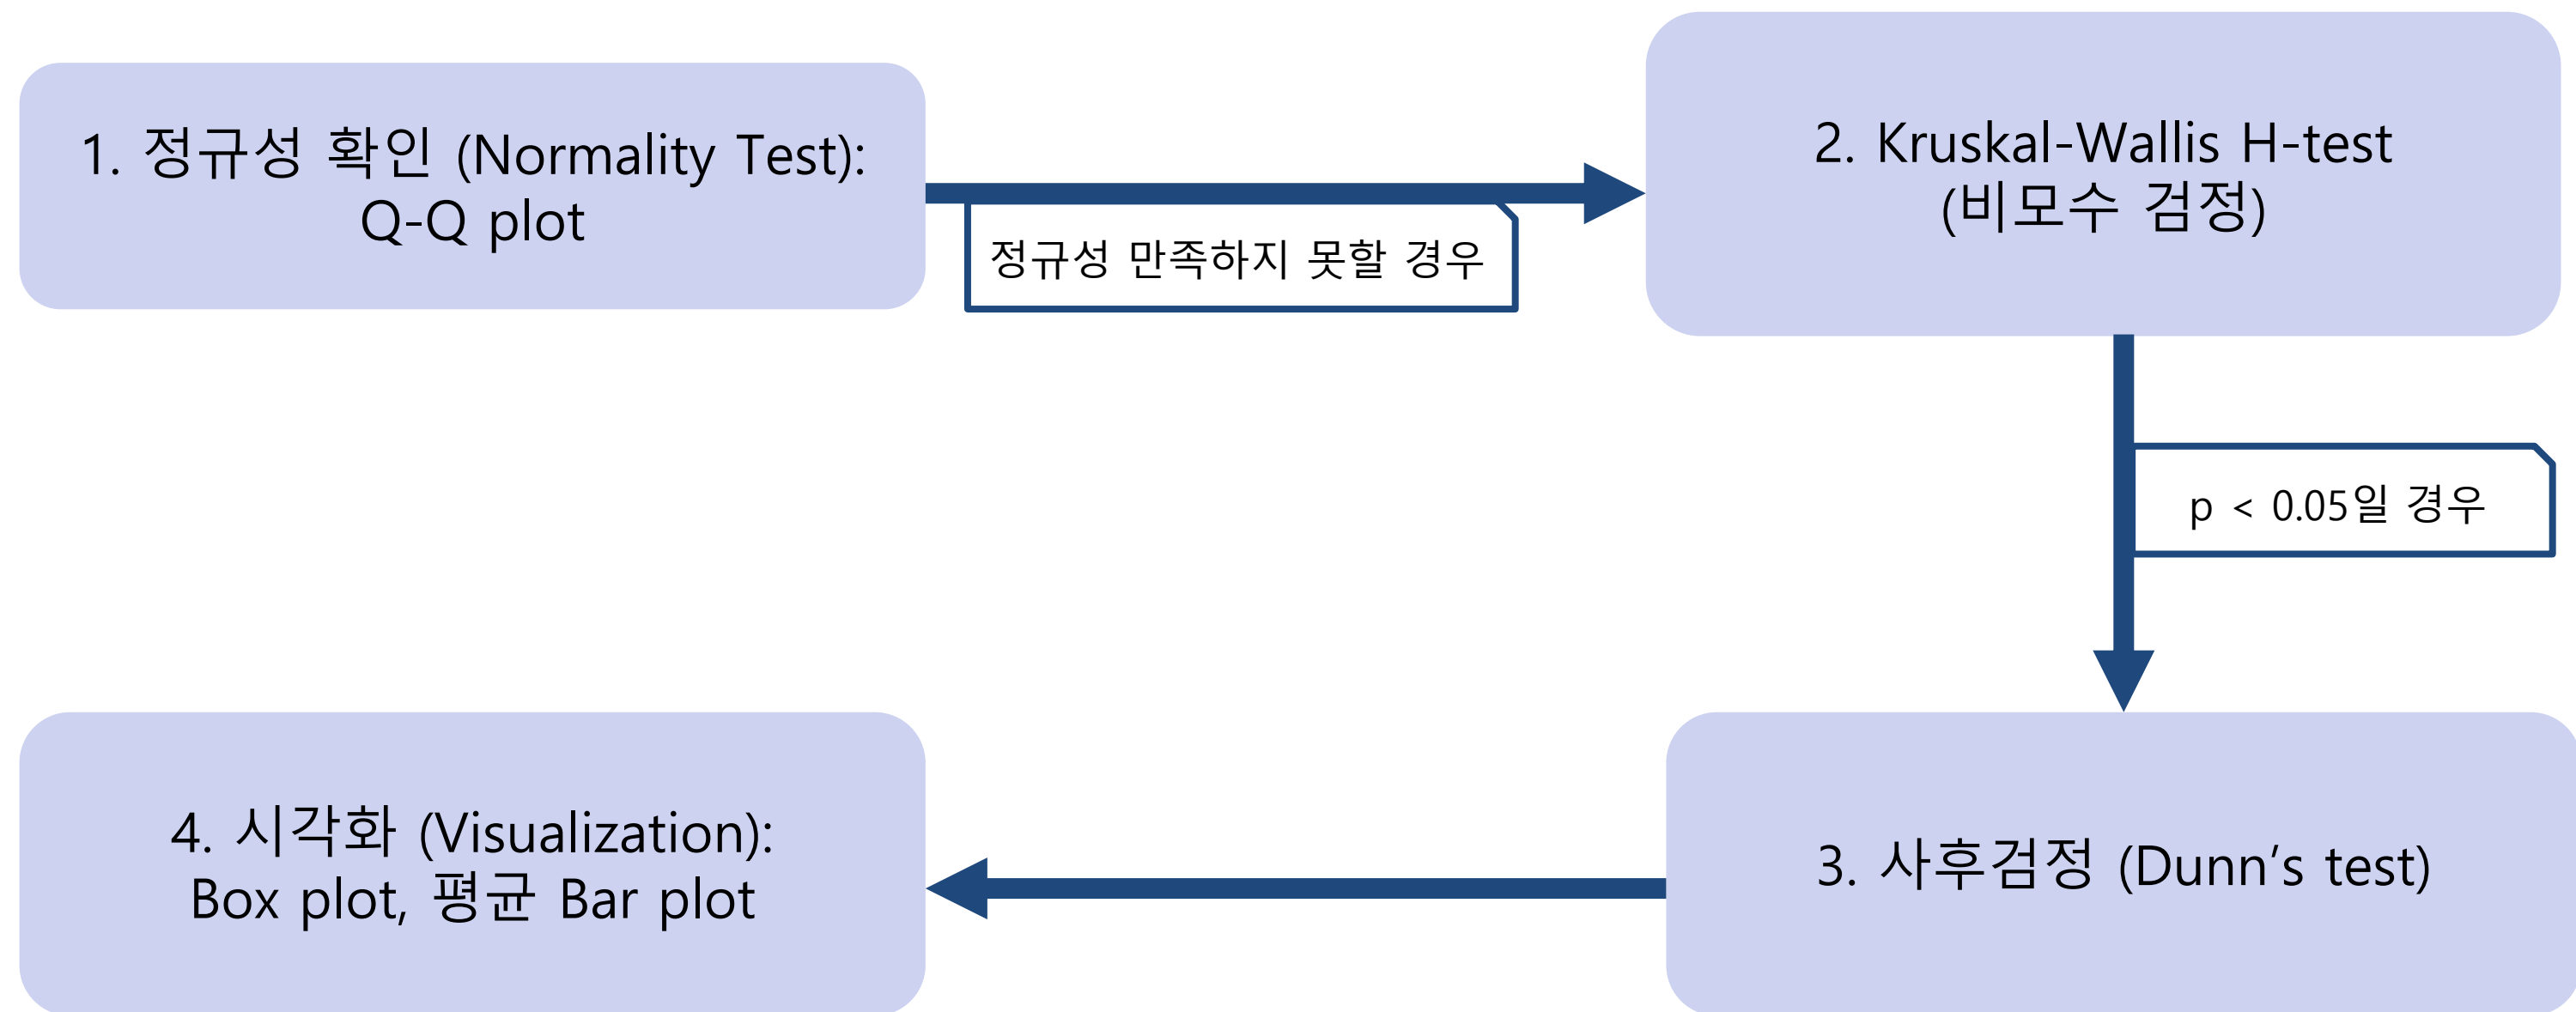 1. 정규성 확인 (Normality Test):
Q-Q plot
정규성 만족하지 못할 경우
2. Kruskal-Wallis H-test
(비모수 검정)
p < 0.05일 경우
3. 사후검정 (Dunn’s test)
4. 시각화 (Visualization):
Box plot, 평균 Bar plot